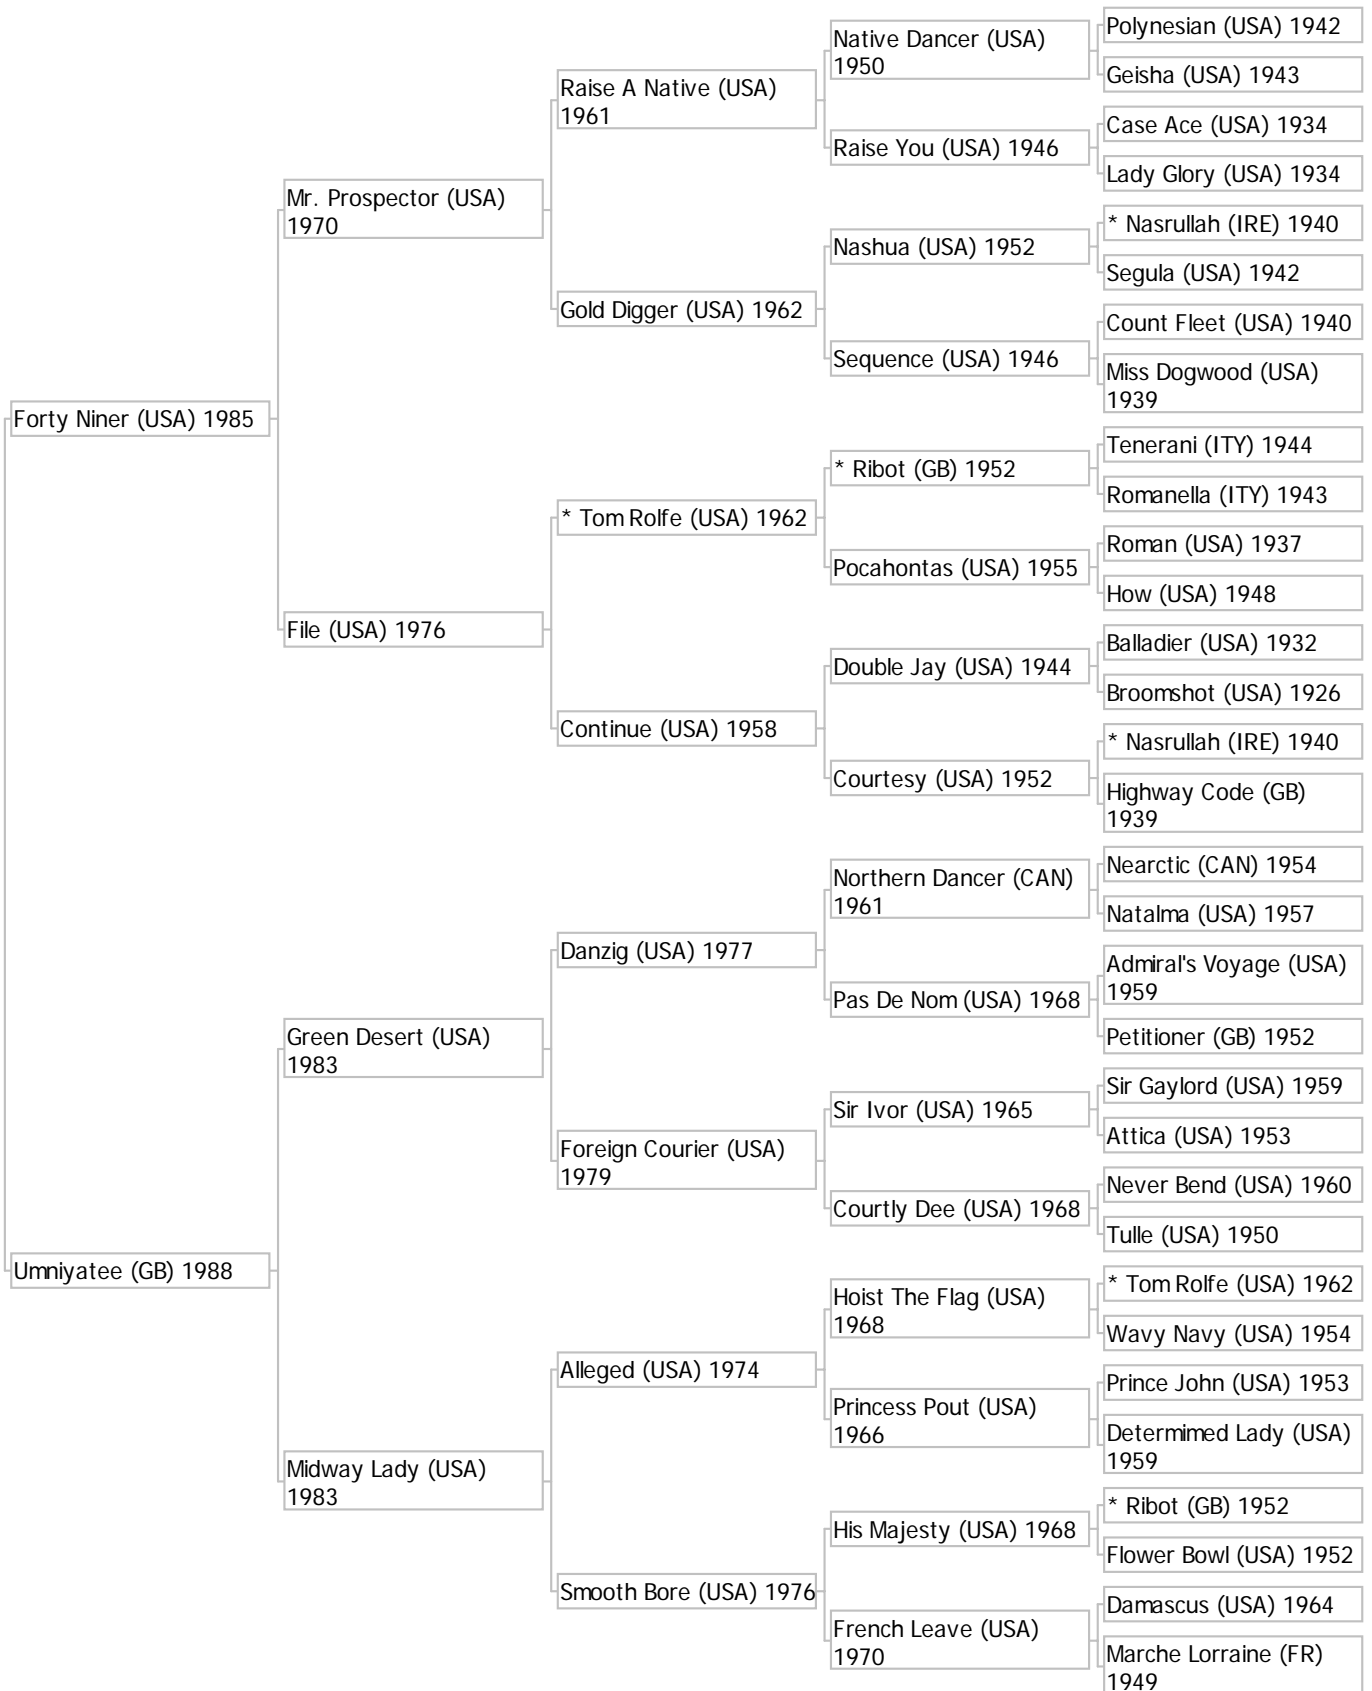 Forty Niner (USA) 1985
Umniyatee (GB) 1988
Mr. Prospector (USA)
1970
File (USA) 1976
Green Desert (USA)
1983
Midway Lady (USA)
1983
Raise A Native (USA)
1961
Gold Digger (USA) 1962
* Tom Rolfe (USA) 1962
Continue (USA) 1958
Danzig (USA) 1977
Foreign Courier (USA)
1979
Alleged (USA) 1974
Smooth Bore (USA) 1976
Native Dancer (USA)
1950
Raise You (USA) 1946
Nashua (USA) 1952
Sequence (USA) 1946
* Ribot (GB) 1952
Pocahontas (USA) 1955
Double Jay (USA) 1944
Courtesy (USA) 1952
Northern Dancer (CAN)
1961
Pas De Nom (USA) 1968
Sir Ivor (USA) 1965
Courtly Dee (USA) 1968
Hoist The Flag (USA)
1968
Princess Pout (USA)
1966
His Majesty (USA) 1968
French Leave (USA)
1970
Polynesian (USA) 1942
Geisha (USA) 1943
Case Ace (USA) 1934
Lady Glory (USA) 1934
* Nasrullah (IRE) 1940
Segula (USA) 1942
Count Fleet (USA) 1940
Miss Dogwood (USA)
1939
Tenerani (ITY) 1944
Romanella (ITY) 1943
Roman (USA) 1937
How (USA) 1948
Balladier (USA) 1932
Broomshot (USA) 1926
* Nasrullah (IRE) 1940
Highway Code (GB)
1939
Nearctic (CAN) 1954
Natalma (USA) 1957
Admiral's Voyage (USA)
1959
Petitioner (GB) 1952
Sir Gaylord (USA) 1959
Attica (USA) 1953
Never Bend (USA) 1960
Tulle (USA) 1950
* Tom Rolfe (USA) 1962
Wavy Navy (USA) 1954
Prince John (USA) 1953
Determimed Lady (USA)
1959
* Ribot (GB) 1952
Flower Bowl (USA) 1952
Damascus (USA) 1964
Marche Lorraine (FR)
1949